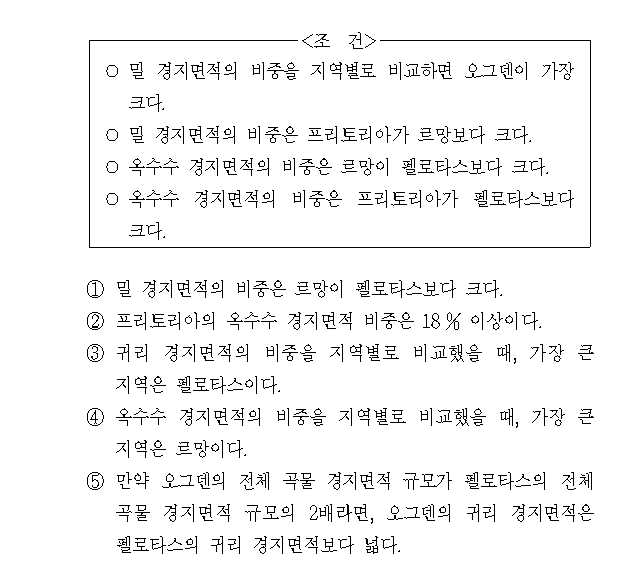 <조 건>
○ 밀 경지면적의 비중을 지역별로 비교하면 오그덴이 가장
크다.
○ 밀 경지면적의 비중은 프리토리아가 르망보다 크다.
○ 옥수수 경지면적의 비중은 르망이 펠로타스보다 크다.
○ 옥수수 경지면적의 비중은 프리토리아가 펠로타스보다
크다.
① 밀 경지면적의 비중은 르망이 펠로타스보다 크다.
② 프리토리아의 옥수수 경지면적 비중은 18 % 이상이다.
③ 귀리 경지면적의 비중을 지역별로 비교했을 때, 가장 큰
지역은 펠로타스이다.
④ 옥수수 경지면적의 비중을 지역별로 비교했을 때, 가장 큰
지역은 르망이다.
⑤ 만약 오그덴의 전체 곡물 경지면적 규모가 펠로타스의 전체
곡물 경지면적 규모의 2배라면, 오그덴의 귀리 경지면적은
펠로타스의 귀리 경지면적보다 넓다.